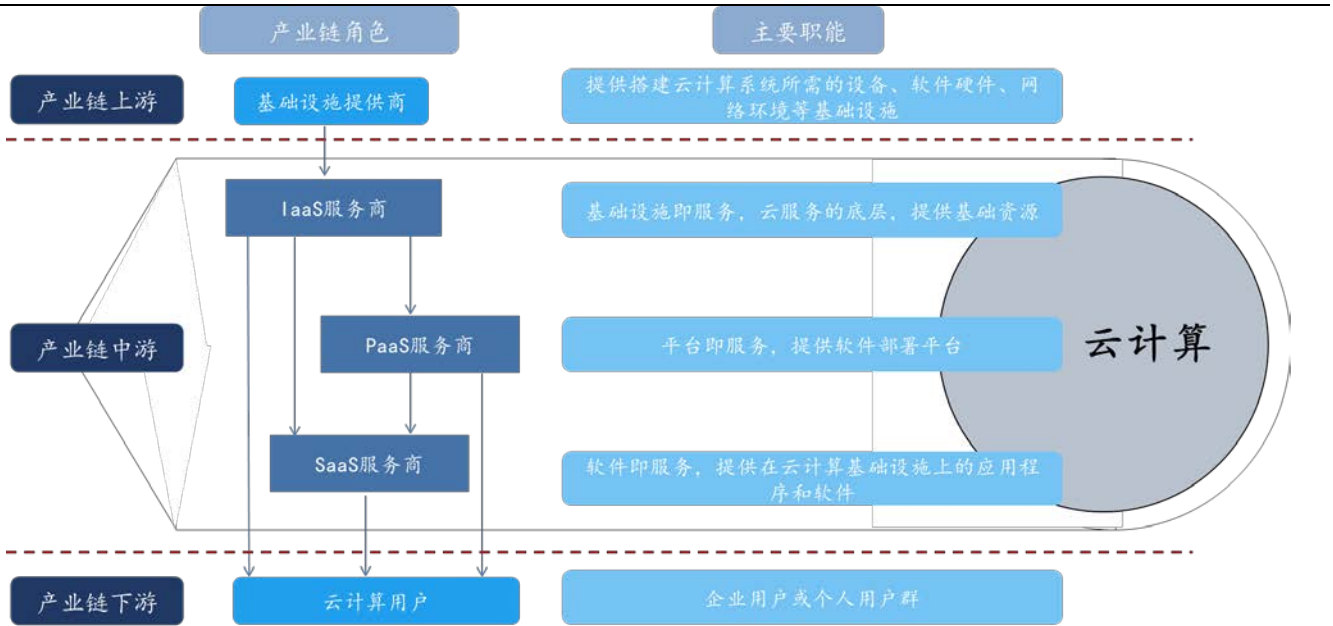 产业链角色
主要职能
产业链上游
基础设施提供商
提供搭建云计算系统所需的设备、软件硬件、网
络环境等基础设施
IaaS服务商
基础设施即服务，云服务的底层，提供基础资源
产业链中游
PaaS服务商
平台即服务，提供软件部署平台
云计算
SaaS服务商
软件即服务，提供在云计算基础设施上的应用程
序和软件
产业链下游
云计算用户
企业用户或个人用户群